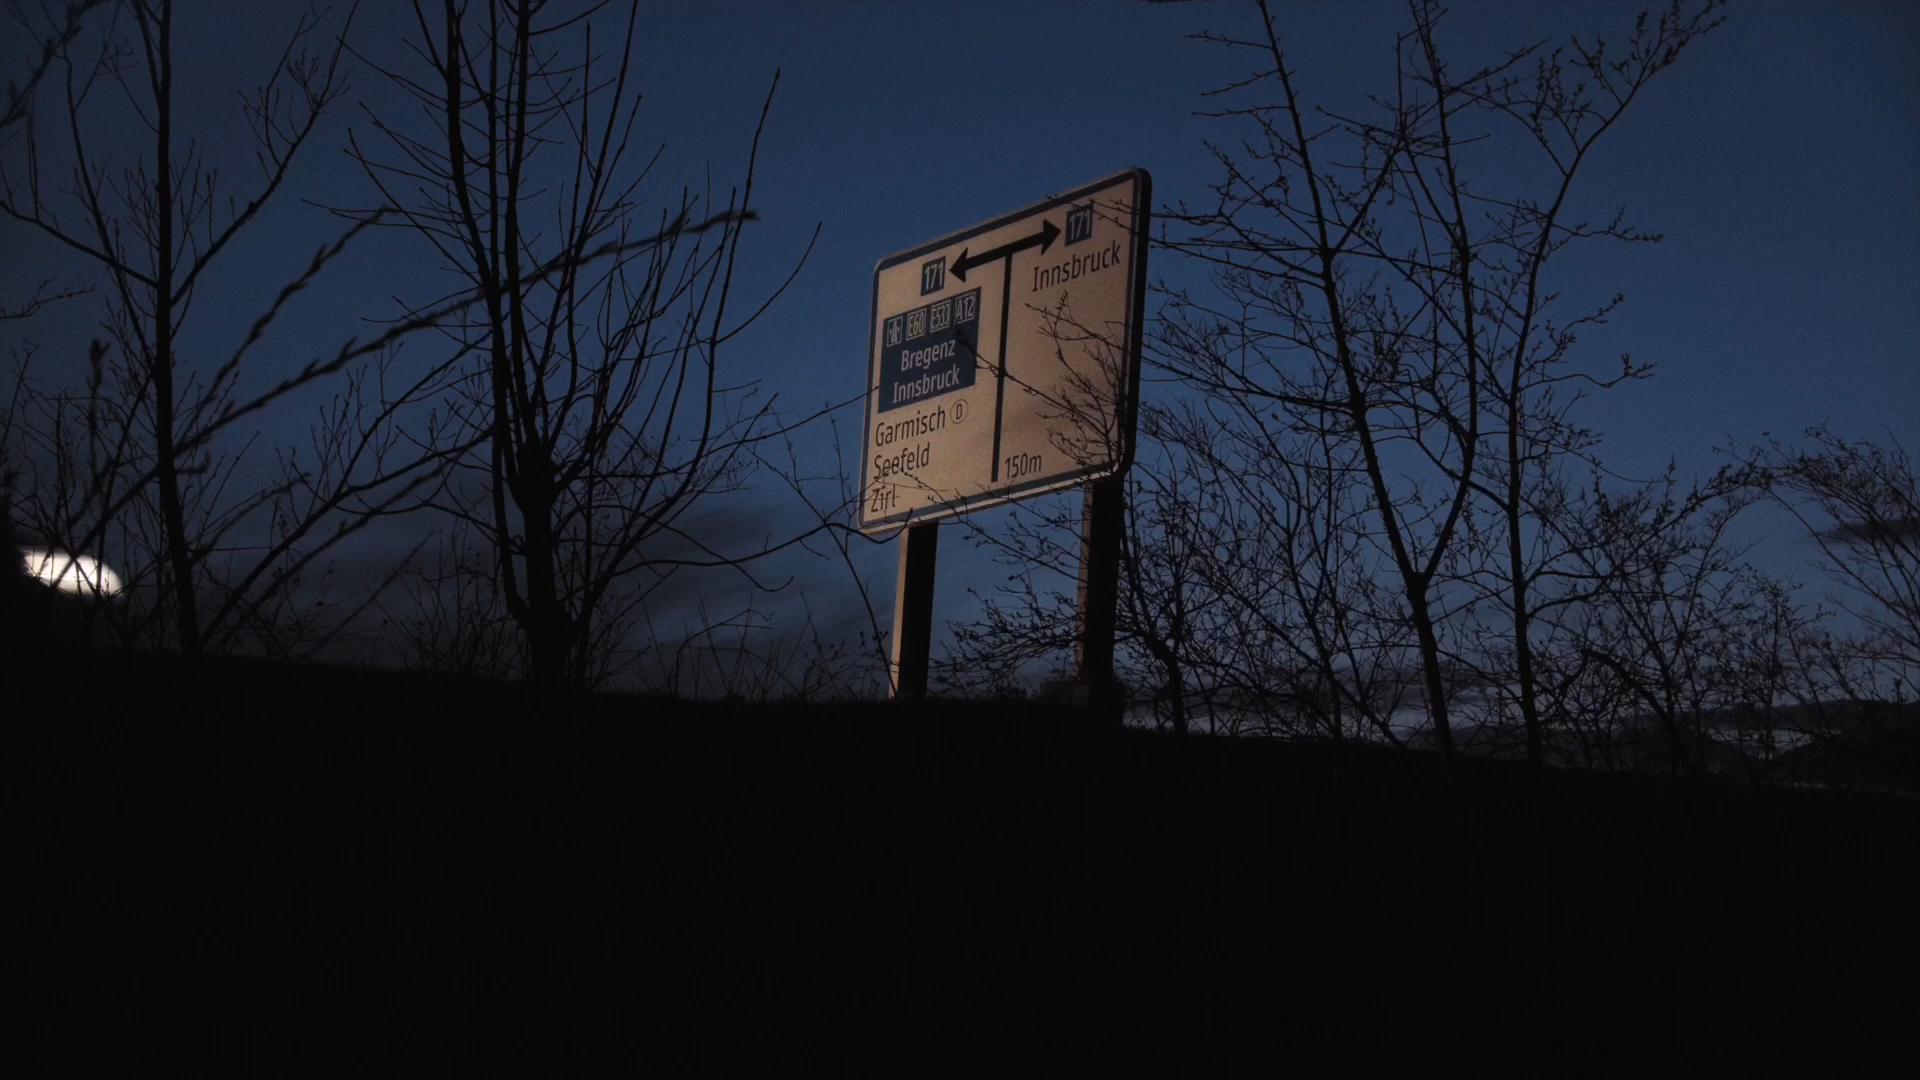 171
171
Innsbruck
E60 E533 A12
Bregenz
Innsbruck
Garmisch D
Seefeld
Zirl
150m